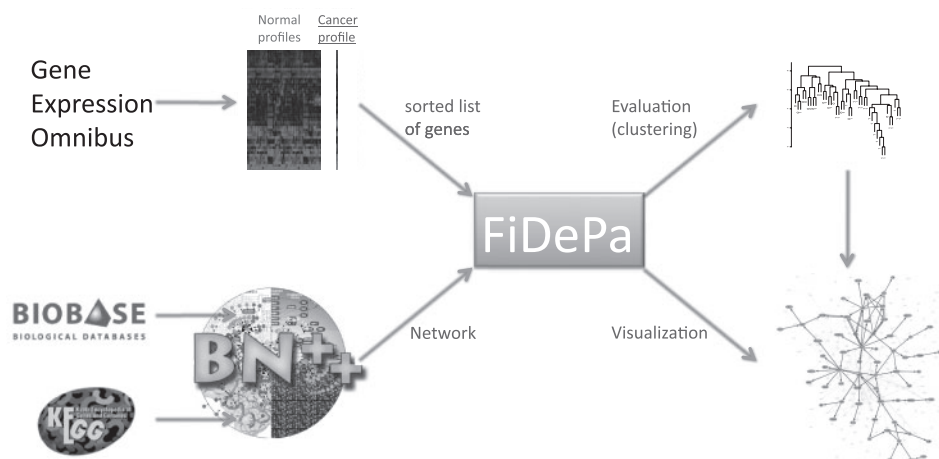 Normal
profiles
Cancer
profile
Gene
Expression
Omnibus
sorted list
of genes
Evaluation
(clustering)
FiDePa
BIOBASE
BIOLOGICAL DATABASES
BN++
Network
Visualization
KEGG